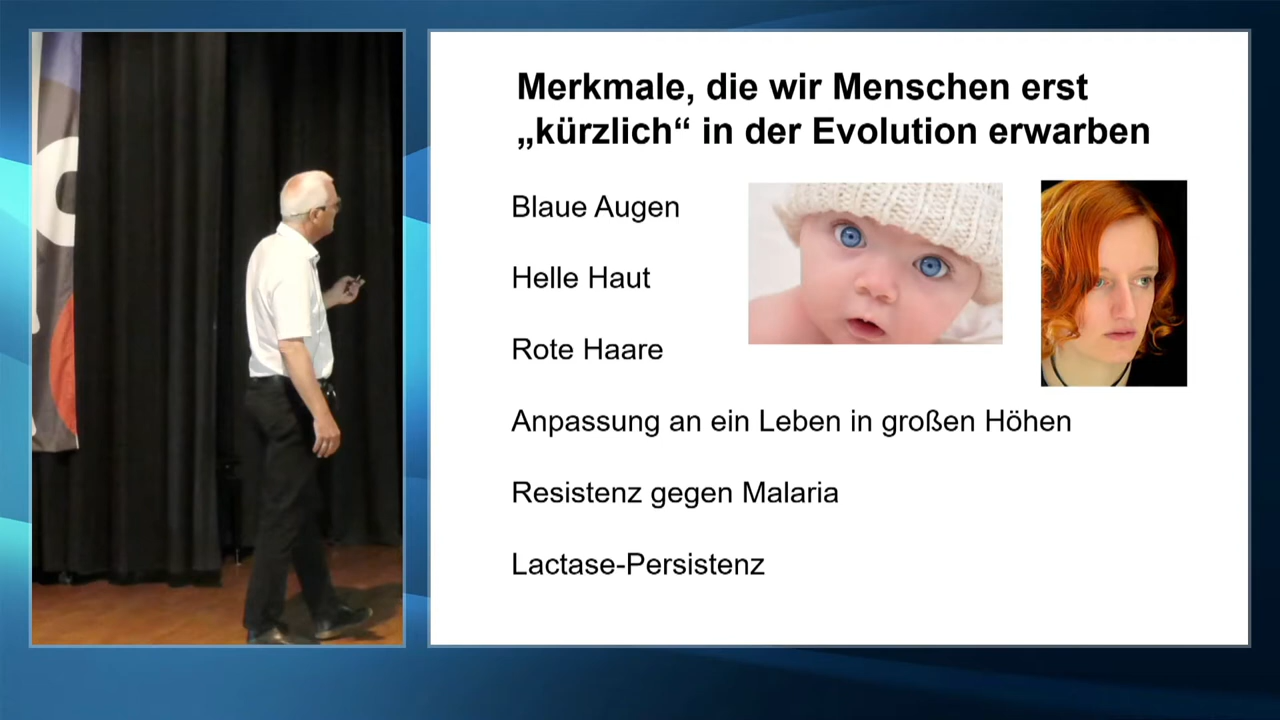 Merkmale, die wir Menschen erst
„kürzlich“ in der Evolution erwarben
Blaue Augen
Helle Haut
Rote Haare
Anpassung an ein Leben in großen Höhen
Resistenz gegen Malaria
Lactase-Persistenz